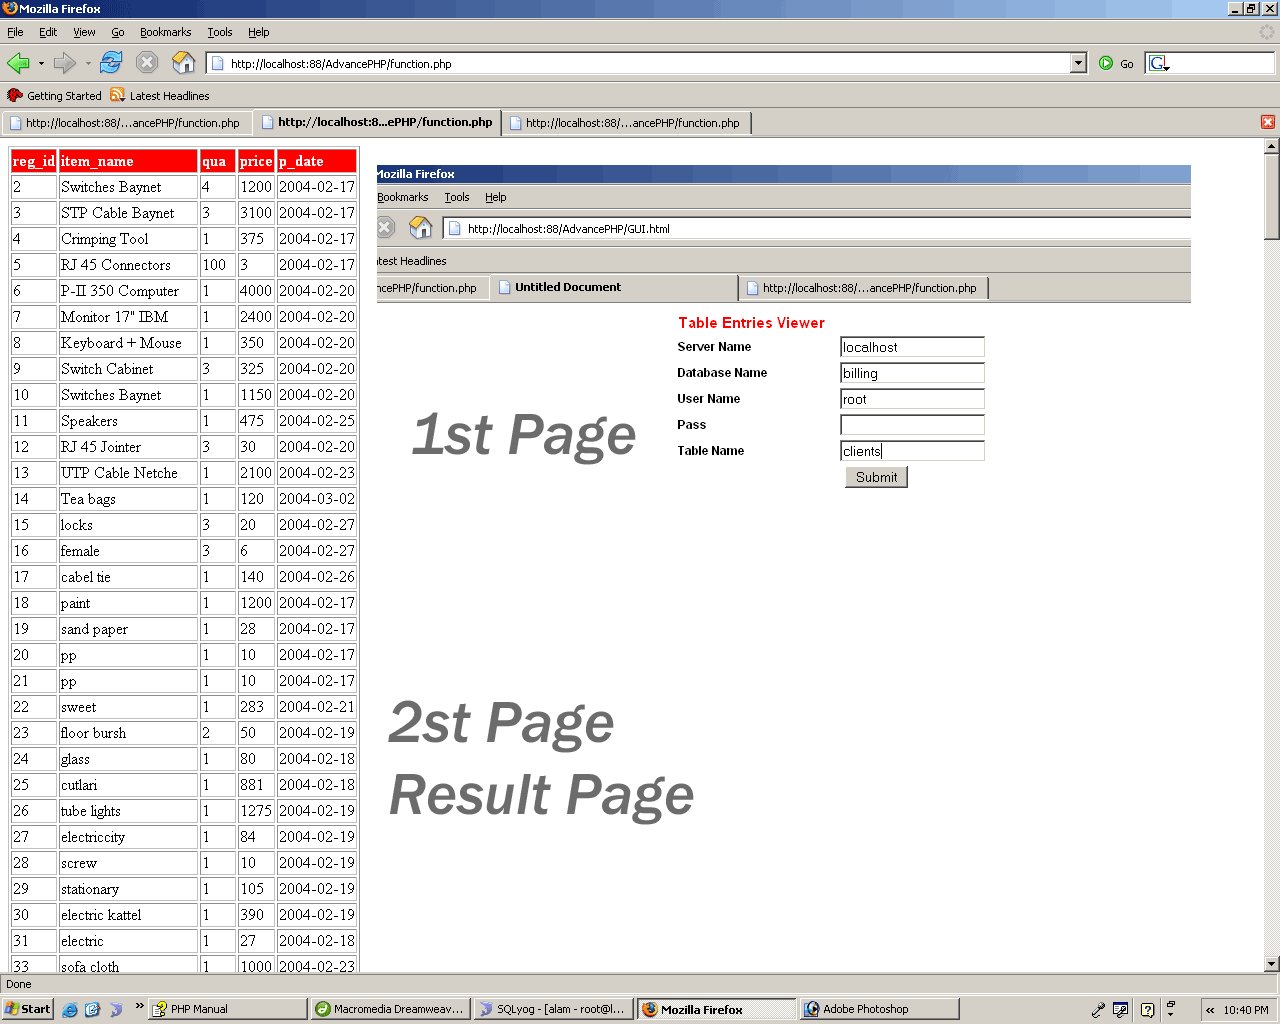 Mozilla Firefox
File Edit View Go Bookmarks Tools Help
http://localhost:88/AdvancePHP/function.php Go
Getting Started Latest Headlines
http://localhost:88/...ancePHP/function.php http://localhost:8...ePHP/function.php http://localhost:88/...ancePHP/function.php
reg_id item_name qua price p_date
2 Switches Baynet 4 1200 2004-02-17
3 STP Cable Baynet 3 3100 2004-02-17
4 Crimping Tool 1 375 2004-02-17
5 RJ 45 Connectors 100 3 2004-02-17
6 P-II 350 Computer 1 4000 2004-02-20
7 Monitor 17" IBM 1 2400 2004-02-20
8 Keyboard + Mouse 1 350 2004-02-20
9 Switch Cabinet 3 325 2004-02-20
10 Switches Baynet 1 1150 2004-02-20
11 Speakers 1 475 2004-02-25
12 RJ 45 Jointer 3 30 2004-02-20
13 UTP Cable Netche 1 2100 2004-02-23
14 Tea bags 1 120 2004-03-02
15 locks 3 20 2004-02-27
16 female 3 6 2004-02-27
17 cabel tie 1 140 2004-02-26
18 paint 1 1200 2004-02-17
19 sand paper 1 28 2004-02-17
20 pp 1 10 2004-02-17
21 pp 1 10 2004-02-17
22 sweet 1 283 2004-02-21
23 floor bursh 2 50 2004-02-19
24 glass 1 80 2004-02-18
25 cutlari 1 881 2004-02-18
26 tube lights 1 1275 2004-02-19
27 electriccity 1 84 2004-02-19
28 screw 1 10 2004-02-19
29 stationary 1 105 2004-02-19
30 electric kattel 1 390 2004-02-19
31 electric 1 27 2004-02-18
33 sofa cloth 1 1000 2004-02-23
Mozilla Firefox
Bookmarks Tools Help
http://localhost:88/AdvancePHP/GUI.html
atest Headlines
ncePHP/function.php Untitled Document http://localhost:88/...ancePHP/function.php
Table Entries Viewer
Server Name localhost
Database Name billing
User Name root
Pass
Table Name clients
Submit
1st Page
2st Page
Result Page
Done
Start » PHP Manual Macromedia Dreamweav... SQLyog - [alam - root@l... Mozilla Firefox Adobe Photoshop « 10:40 PM